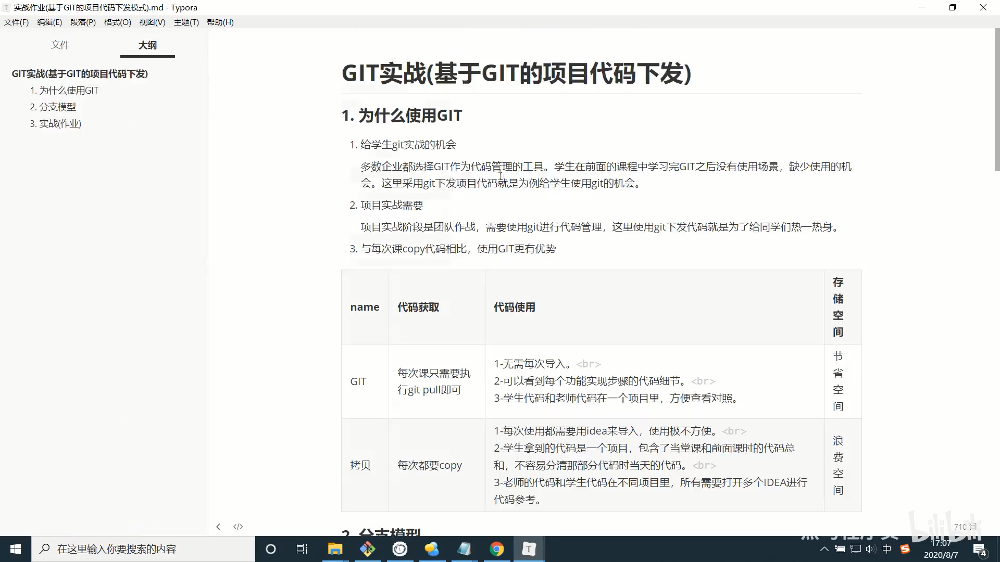 实战作业(基于GIT的项目代码下发模式).md - Typora
文件(F) 编辑(E) 段落(P) 格式(O) 视图(V) 主题(T) 帮助(H)
文件 大纲
GIT实战(基于GIT的项目代码下发)
1. 为什么使用GIT
2. 分支模型
3. 实战(作业)
GIT实战(基于GIT的项目代码下发)
1. 为什么使用GIT
1. 给学生git实战的机会
多数企业都选择GIT作为代码管理的工具。学生在前面的课程中学习完GIT之后没有使用场景，缺少使用的机
会。这里采用git下发项目代码就是为例给学生使用git的机会。
2. 项目实战需要
项目实战阶段是团队作战，需要使用git进行代码管理，这里使用git下发代码就是为了给同学们热一热身。
3. 与每次课copy代码相比，使用GIT更有优势
name 代码获取 代码使用
存
储
空
间
GIT
每次课只需要执
行git pull即可
1-无需每次导入。<br>
2-可以看到每个功能实现步骤的代码细节。<br>
3-学生代码和老师代码在一个项目里，方便查看对照。
节
省
空
间
拷贝
每次都要copy
1-每次使用都需要用idea来导入，使用极不方便。<br>
2-学生拿到的代码是一个项目，包含了当堂课和前面课时的代码总
和，不容易分清那部分代码时当天的代码。<br>
3-老师的代码和学生代码在不同项目里，所有需要打开多个IDEA进行
代码参考。
浪
费
空
间
2. 分支模型
710 词
bilibili
在这里输入你要搜索的内容
中
17:07
2020/8/7
4